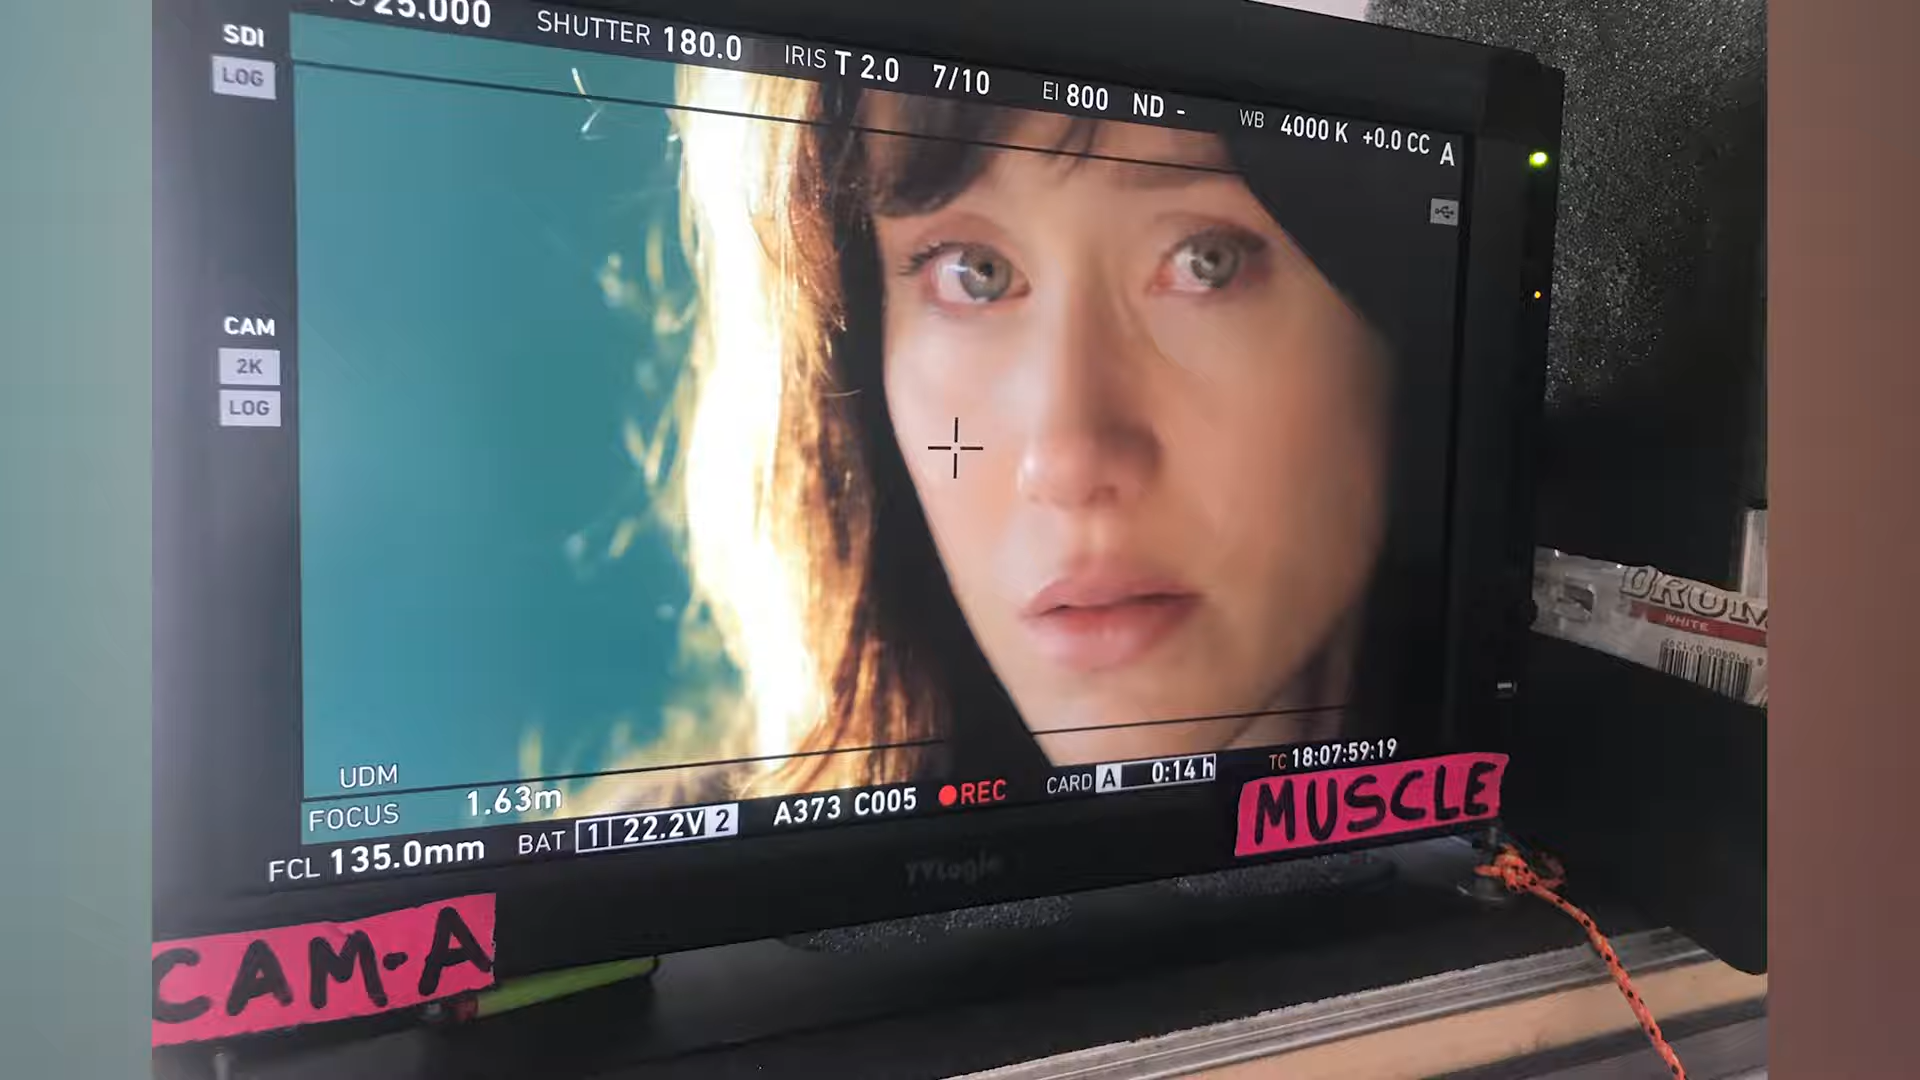 25.000 SHUTTER 180.0 IRIS T 2.0 7/10 EI 800 ND - WB 4000 K +0.0 CC A
SDI
LOG
CAM
2K
LOG
UDM
FOCUS 1.63m
FCL 135.0mm BAT 1 22.2V 2 A373 C005 REC CARD A 0:14 h TC 18:07:59:19
TVLogic
MUSCLE
CAM-A
DRUM
WHITE